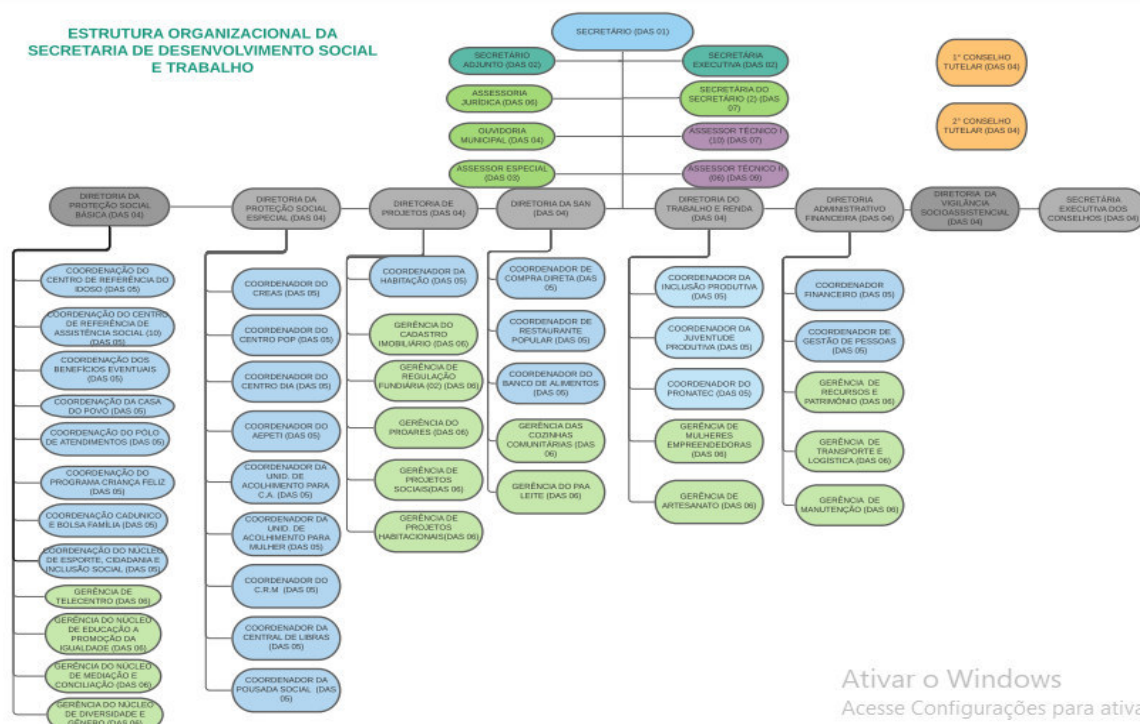 ESTRUTURA ORGANIZACIONAL DA
SECRETARIA DE DESENVOLVIMENTO SOCIAL
E TRABALHO
SECRETÁRIO (DAS 01)
SECRETÁRIO
ADJUNTO (DAS 02)
SECRETÁRIA
EXECUTIVA (DAS 02)
ASSESSORIA
JURÍDICA (DAS 06)
SECRETÁRIA DO
SECRETÁRIO (2) (DAS
07)
OUVIDORIA
MUNICIPAL (DAS 04)
ASSESSOR TÉCNICO I
(10) (DAS 07)
ASSESSOR ESPECIAL
(DAS 03)
ASSESSOR TÉCNICO II
(06) (DAS 09)
1° CONSELHO
TUTELAR (DAS 04)
2° CONSELHO
TUTELAR (DAS 04)
DIRETORIA DA
PROTEÇÃO SOCIAL
BÁSICA (DAS 04)
DIRETORIA DA
PROTEÇÃO SOCIAL
ESPECIAL (DAS 04)
DIRETORIA DE
PROJETOS (DAS 04)
DIRETORIA DA SAN
(DAS 04)
DIRETORIA DO
TRABALHO E RENDA
(DAS 04)
DIRETORIA
ADMINISTRATIVO
FINANCEIRA (DAS 04)
DIRETORIA DA
VIGILÂNCIA
SOCIOASSISTENCIAL
(DAS 04)
SECRETÁRIA
EXECUTIVA DOS
CONSELHOS (DAS 04)
COORDENAÇÃO DO
CENTRO DE REFERÊNCIA DO
IDOSO (DAS 05)
COORDENAÇÃO DO CENTRO
DE REFERÊNCIA DE
ASSISTÊNCIA SOCIAL (10)
(DAS 05)
COORDENAÇÃO DOS
BENEFÍCIOS EVENTUAIS
(DAS 05)
COORDENAÇÃO DA CASA
DO POVO (DAS 05)
COORDENAÇÃO DO PÓLO
DE ATENDIMENTOS (DAS 05)
COORDENAÇÃO DO
PROGRAMA CRIANÇA FELIZ
(DAS 05)
COORDENAÇÃO CADUNICO
E BOLSA FAMÍLIA (DAS 05)
COORDENAÇÃO DO NÚCLEO
DE ESPORTE, CIDADANIA E
INCLUSÃO SOCIAL (DAS 05)
GERÊNCIA DE
TELECENTRO (DAS 06)
GERÊNCIA DO NÚCLEO
DE EDUCAÇÃO A
PROMOÇÃO DA
IGUALDADE (DAS 06)
GERÊNCIA DO NÚCLEO
DE MEDIAÇÃO E
CONCILIAÇÃO (DAS 06)
GERÊNCIA DO NÚCLEO
DE DIVERSIDADE E
GÊNERO (DAS 06)
COORDENADOR DO
CREAS (DAS 05)
COORDENADOR DO
CENTRO POP (DAS 05)
COORDENADOR DO
CENTRO DIA (DAS 05)
COORDENADOR DO
AEPETI (DAS 05)
COORDENADOR DA
UNID. DE
ACOLHIMENTO PARA
C.A. (DAS 05)
COORDENADOR DA
UNID. DE
ACOLHIMENTO PARA
MULHER (DAS 05)
COORDENADOR DO
C.R.M (DAS 05)
COORDENADOR DA
CENTRAL DE LIBRAS
(DAS 05)
COORDENADOR DA
POUSADA SOCIAL (DAS
05)
COORDENADOR DA
HABITAÇÃO (DAS 05)
GERÊNCIA DO
CADASTRO
IMOBILIÁRIO (DAS 06)
GERÊNCIA DE
REGULAÇÃO
FUNDIÁRIA (02) (DAS 06)
GERÊNCIA DO
PROARES (DAS 06)
GERÊNCIA DE
PROJETOS
SOCIAIS(DAS 06)
GERÊNCIA DE
PROJETOS
HABITACIONAIS(DAS 06)
COORDENADOR DE
COMPRA DIRETA (DAS
05)
COORDENADOR DE
RESTAURANTE
POPULAR (DAS 05)
COORDENADOR DO
BANCO DE ALIMENTOS
(DAS 05)
GERÊNCIA DAS
COZINHAS
COMUNITÁRIAS (DAS
06)
GERÊNCIA DO PAA
LEITE (DAS 06)
COORDENADOR DA
INCLUSÃO PRODUTIVA
(DAS 05)
COORDENADOR DA
JUVENTUDE
PRODUTIVA (DAS 05)
COORDENADOR DO
PRONATEC (DAS 05)
GERÊNCIA DE
MULHERES
EMPREENDEDORAS
(DAS 06)
GERÊNCIA DE
ARTESANATO (DAS 06)
COORDENADOR
FINANCEIRO (DAS 05)
COORDENADOR DE
GESTÃO DE PESSOAS
(DAS 05)
GERÊNCIA DE
RECURSOS E
PATRIMÔNIO (DAS 06)
GERÊNCIA DE
TRANSPORTE E
LOGÍSTICA (DAS 06)
GERÊNCIA DE
MANUTENÇÃO (DAS 06)
Ativar o Windows
Acesse Configurações para ativa